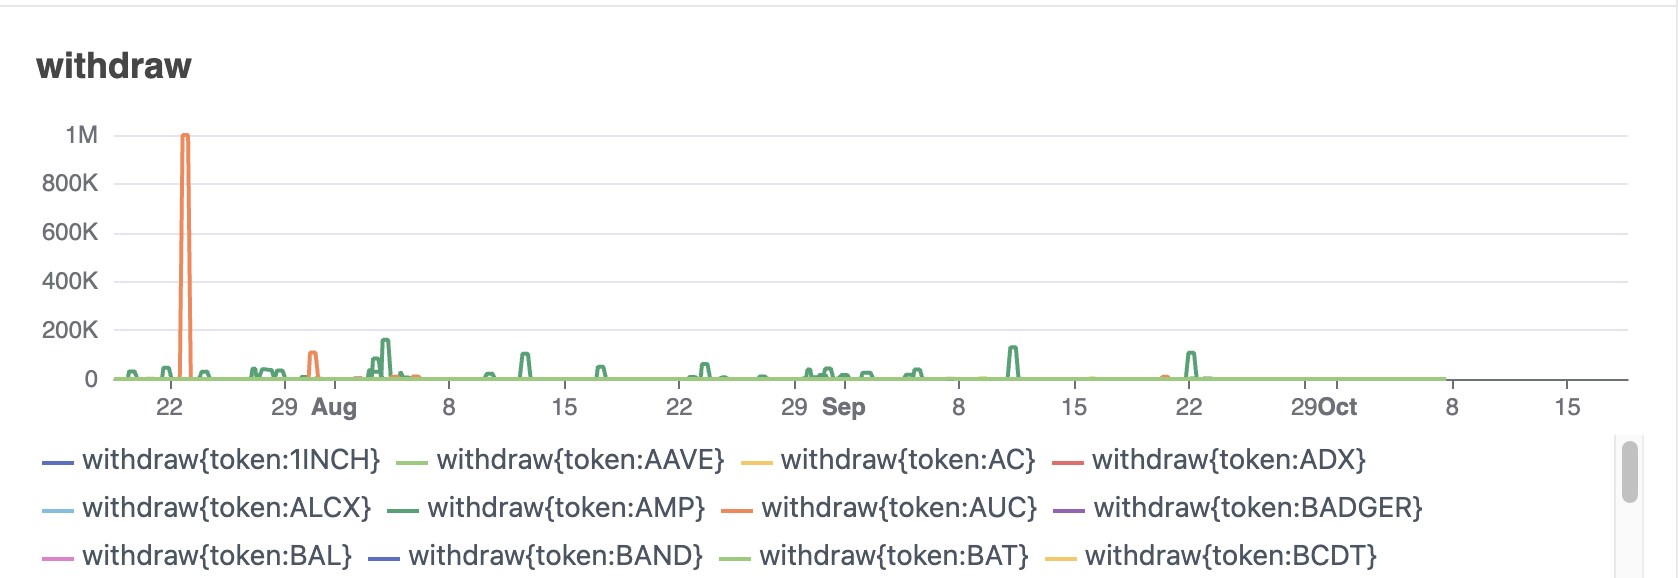 withdraw
1M
800K
600K
400K
200K
0
22 29 Aug 8 15 22 29 Sep 8 15 22 29 Oct 8 15
withdraw{token:1INCH} withdraw{token:AAVE} withdraw{token:AC} withdraw{token:ADX}
withdraw{token:ALCX} withdraw{token:AMP} withdraw{token:AUC} withdraw{token:BADGER}
withdraw{token:BAL} withdraw{token:BAND} withdraw{token:BAT} withdraw{token:BCDT}